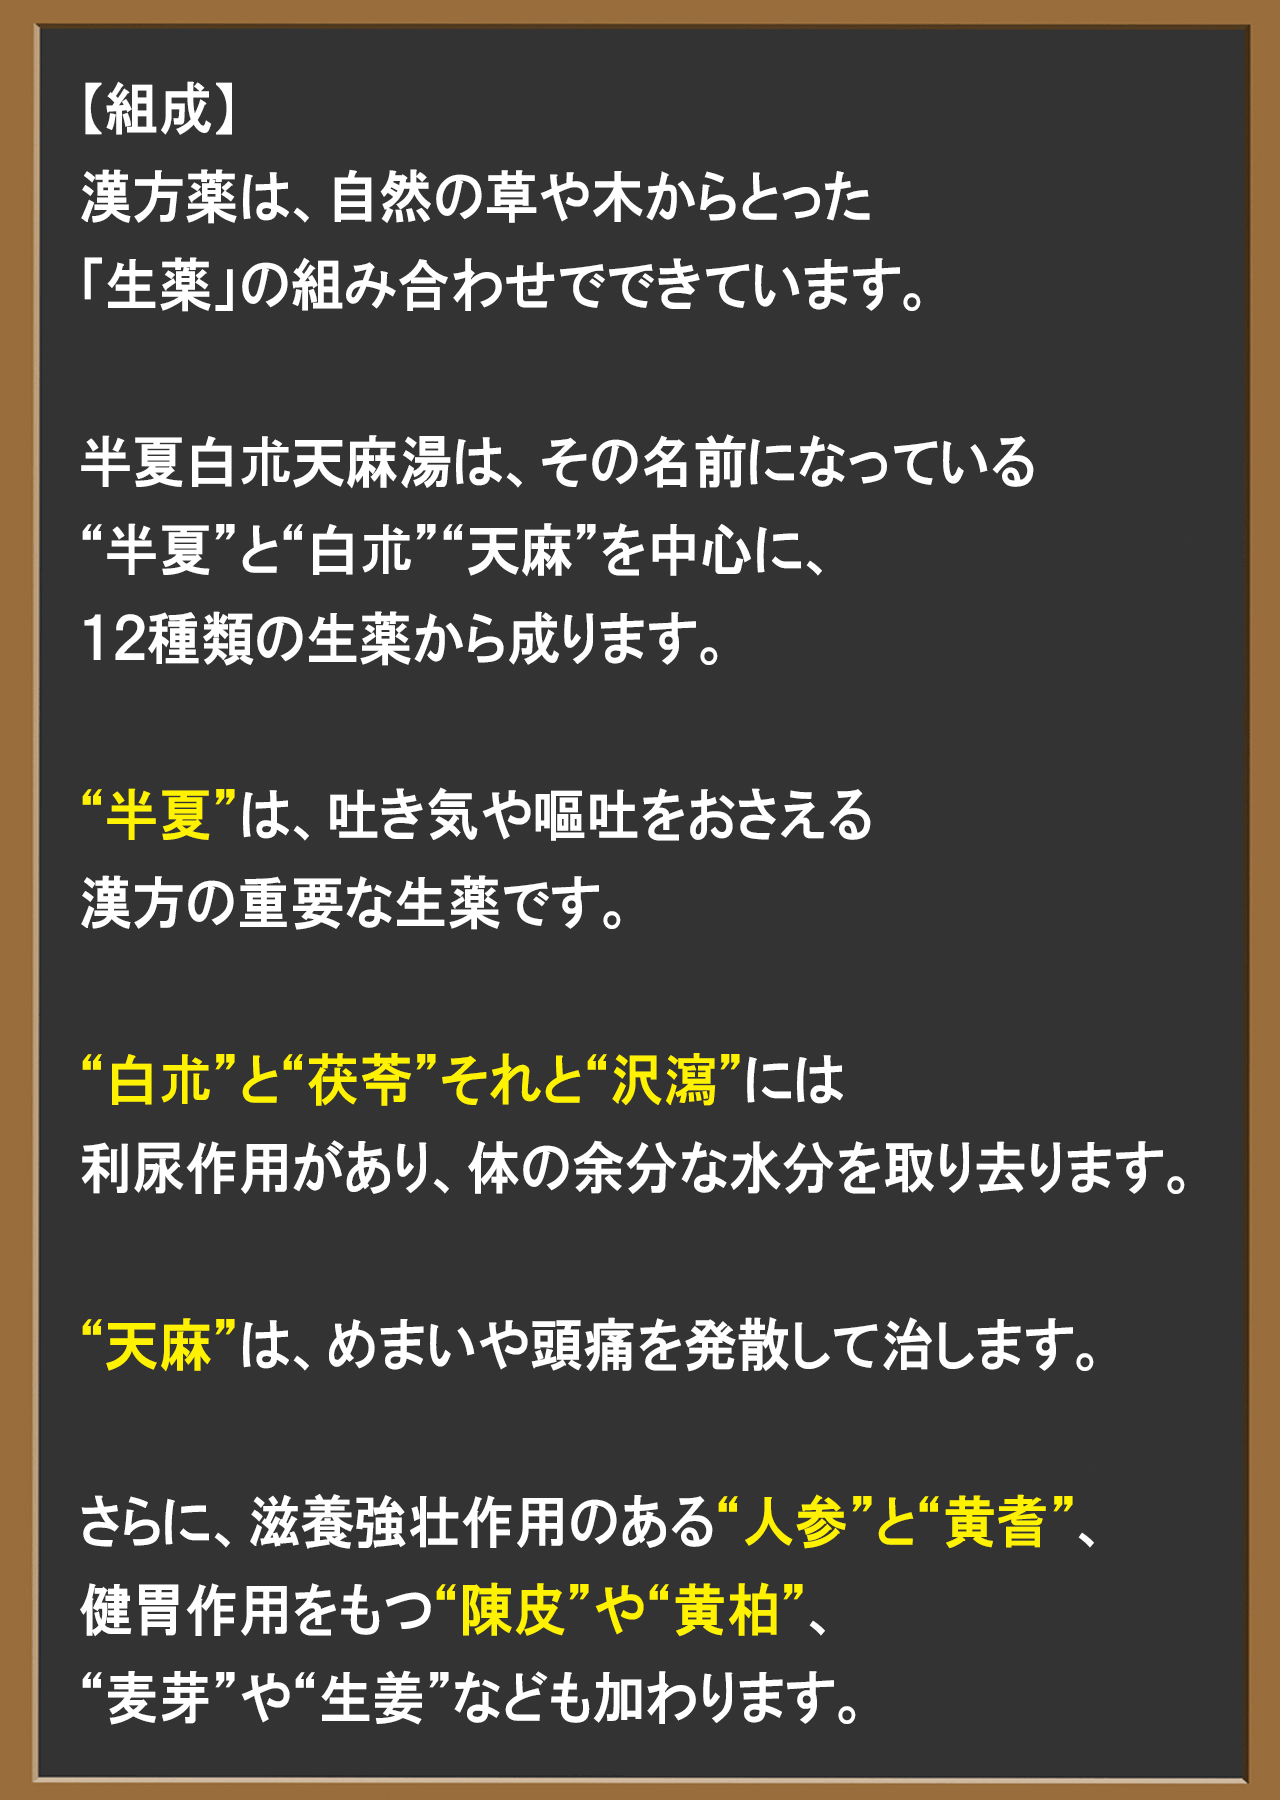 【組成】
漢方薬は、自然の草や木からとった
「生薬」の組み合わせでできています。
半夏白朮天麻湯は、その名前になっている
“半夏”と“白朮”“天麻”を中心に、
12種類の生薬から成ります。
“半夏”は、吐き気や嘔吐をおさえる
漢方の重要な生薬です。
“白朮”と“茯苓”それと“沢瀉”には
利尿作用があり、体の余分な水分を取り去ります。
“天麻”は、めまいや頭痛を発散して治します。
さらに、滋養強壮作用のある“人参”と“黄耆”、
健胃作用をもつ“陳皮”や“黄柏”、
“麦芽”や“生姜”なども加わります。